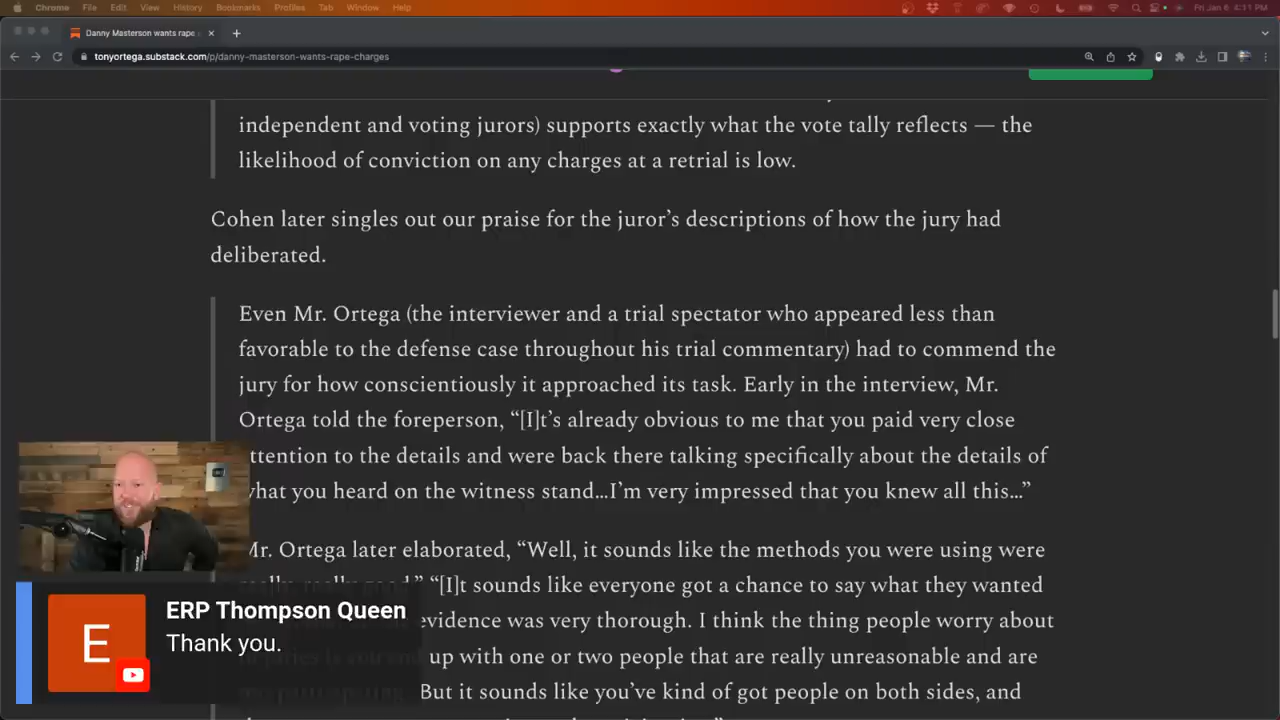 Chrome File Edit View History Bookmarks Profiles Tab Window Help
Fri Jan 6 4:11 PM
Danny Masterson wants rape
tonyortega.substack.com/p/danny-masterson-wants-rape-charges
independent and voting jurors) supports exactly what the vote tally reflects — the
likelihood of conviction on any charges at a retrial is low.
Cohen later singles out our praise for the juror’s descriptions of how the jury had
deliberated.
Even Mr. Ortega (the interviewer and a trial spectator who appeared less than
favorable to the defense case throughout his trial commentary) had to commend the
jury for how conscientiously it approached its task. Early in the interview, Mr.
Ortega told the foreperson, “[I]t’s already obvious to me that you paid very close
attention to the details and were back there talking specifically about the details of
what you heard on the witness stand…I’m very impressed that you knew all this…”
Mr. Ortega later elaborated, “Well, it sounds like the methods you were using were
really, really good.” “[I]t sounds like everyone got a chance to say what they wanted
evidence was very thorough. I think the thing people worry about
up with one or two people that are really unreasonable and are
But it sounds like you’ve kind of got people on both sides, and
E
ERP Thompson Queen
Thank you.